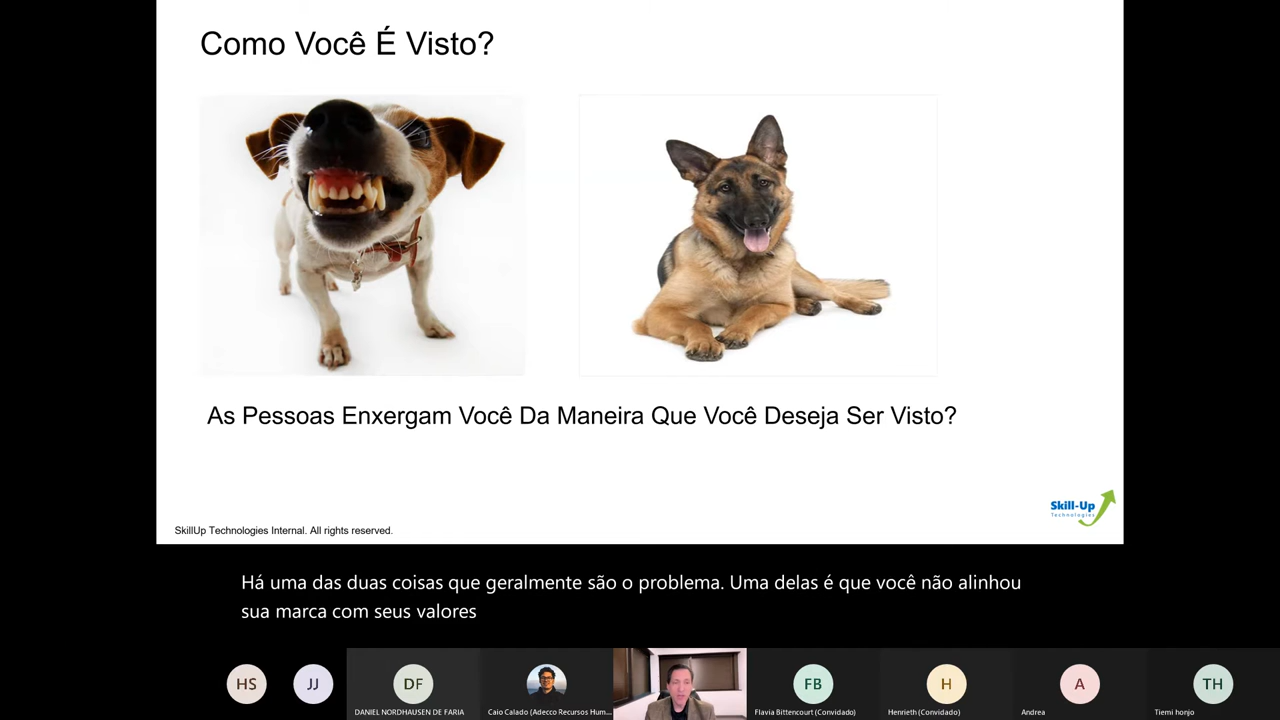 Como Você É Visto?
As Pessoas Enxergam Você Da Maneira Que Você Deseja Ser Visto?
Skill-Up
Technologies
SkillUp Technologies Internal. All rights reserved.
Há uma das duas coisas que geralmente são o problema. Uma delas é que você não alinhou
sua marca com seus valores
HS
JJ
DF
FB
H
A
TH
DANIEL NORDHAUSEN DE FARIA
Caio Calado (Adecco Recursos Hum...
Flavia Bittencourt (Convidado)
Henrieth (Convidado)
Andrea
Tiemi honjo